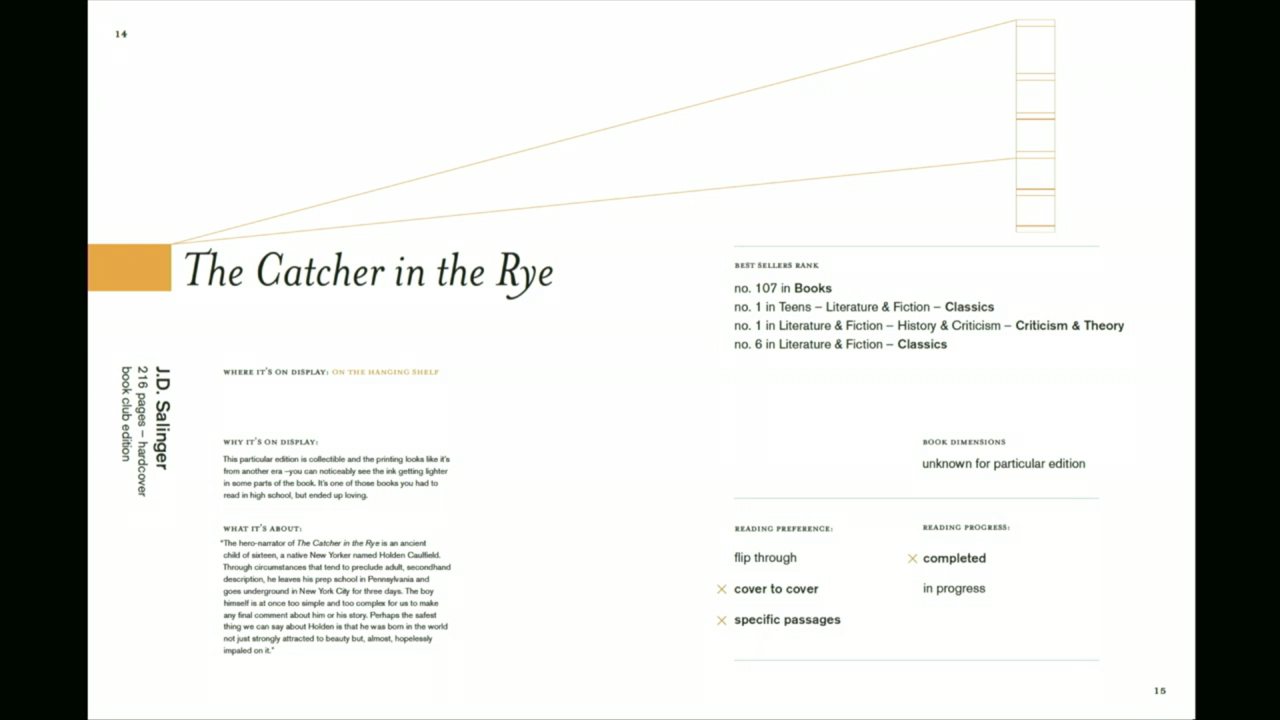 14
The Catcher in the Rye
J.D. Salinger
216 pages – hardcover
book club edition
WHERE IT'S ON DISPLAY: ON THE HANGING SHELF
WHY IT'S ON DISPLAY:
This particular edition is collectible and the printing looks like it's
from another era –you can noticeably see the ink getting lighter
in some parts of the book. It's one of those books you had to
read in high school, but ended up loving.
WHAT IT'S ABOUT:
"The hero-narrator of The Catcher in the Rye is an ancient
child of sixteen, a native New Yorker named Holden Caulfield.
Through circumstances that tend to preclude adult, secondhand
description, he leaves his prep school in Pennsylvania and
goes underground in New York City for three days. The boy
himself is at once too simple and too complex for us to make
any final comment about him or his story. Perhaps the safest
thing we can say about Holden is that he was born in the world
not just strongly attracted to beauty but, almost, hopelessly
impaled on it."
BEST SELLERS RANK
no. 107 in Books
no. 1 in Teens – Literature & Fiction – Classics
no. 1 in Literature & Fiction – History & Criticism – Criticism & Theory
no. 6 in Literature & Fiction – Classics
BOOK DIMENSIONS
unknown for particular edition
READING PREFERENCE:
flip through
× cover to cover
× specific passages
READING PROGRESS:
× completed
in progress
15